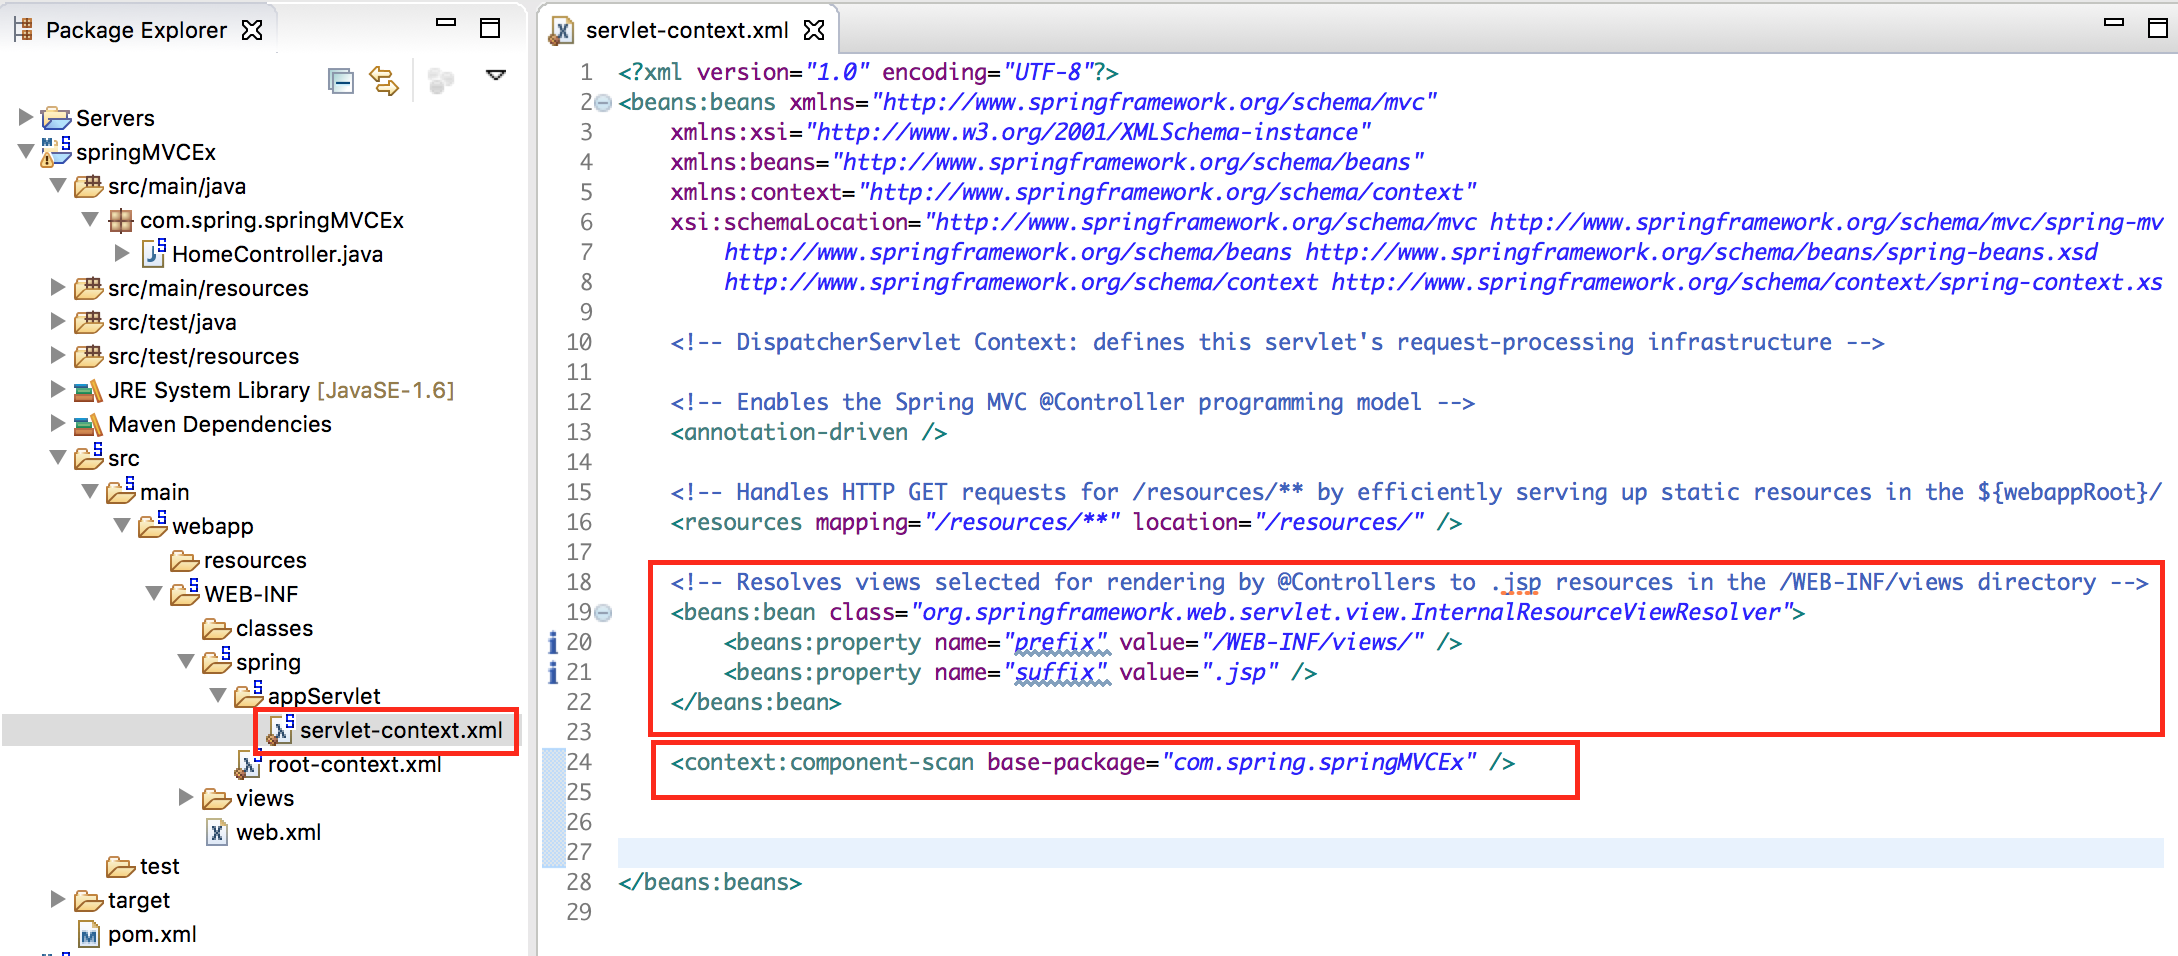 Package Explorer
Servers
springMVCEx
src/main/java
com.spring.springMVCEx
HomeController.java
src/main/resources
src/test/java
src/test/resources
JRE System Library [JavaSE-1.6]
Maven Dependencies
src
main
webapp
resources
WEB-INF
classes
spring
appServlet
servlet-context.xml
root-context.xml
views
web.xml
test
target
pom.xml
servlet-context.xml
1 <?xml version="1.0" encoding="UTF-8"?>
2 <beans:beans xmlns="http://www.springframework.org/schema/mvc"
3 xmlns:xsi="http://www.w3.org/2001/XMLSchema-instance"
4 xmlns:beans="http://www.springframework.org/schema/beans"
5 xmlns:context="http://www.springframework.org/schema/context"
6 xsi:schemaLocation="http://www.springframework.org/schema/mvc http://www.springframework.org/schema/mvc/spring-mv
7 http://www.springframework.org/schema/beans http://www.springframework.org/schema/beans/spring-beans.xsd
8 http://www.springframework.org/schema/context http://www.springframework.org/schema/context/spring-context.xs
9
10 <!-- DispatcherServlet Context: defines this servlet's request-processing infrastructure -->
11
12 <!-- Enables the Spring MVC @Controller programming model -->
13 <annotation-driven />
14
15 <!-- Handles HTTP GET requests for /resources/** by efficiently serving up static resources in the ${webappRoot}/
16 <resources mapping="/resources/**" location="/resources/" />
17
18 <!-- Resolves views selected for rendering by @Controllers to .jsp resources in the /WEB-INF/views directory -->
19 <beans:bean class="org.springframework.web.servlet.view.InternalResourceViewResolver">
20 <beans:property name="prefix" value="/WEB-INF/views/" />
21 <beans:property name="suffix" value=".jsp" />
22 </beans:bean>
23
24 <context:component-scan base-package="com.spring.springMVCEx" />
25
26
27
28 </beans:beans>
29